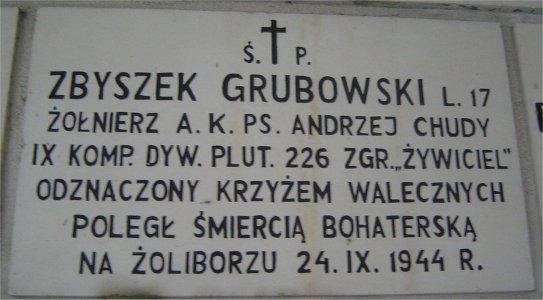 Ś. † P.
ZBYSZEK GRUBOWSKI L. 17
ŻOŁNIERZ A. K. PS. ANDRZEJ CHUDY
IX KOMP. DYW. PLUT. 226 ZGR. „ŻYWICIEL"
ODZNACZONY KRZYŻEM WALECZNYCH
POLEGŁ ŚMIERCIĄ BOHATERSKĄ
NA ŻOLIBORZU 24. IX. 1944 R.